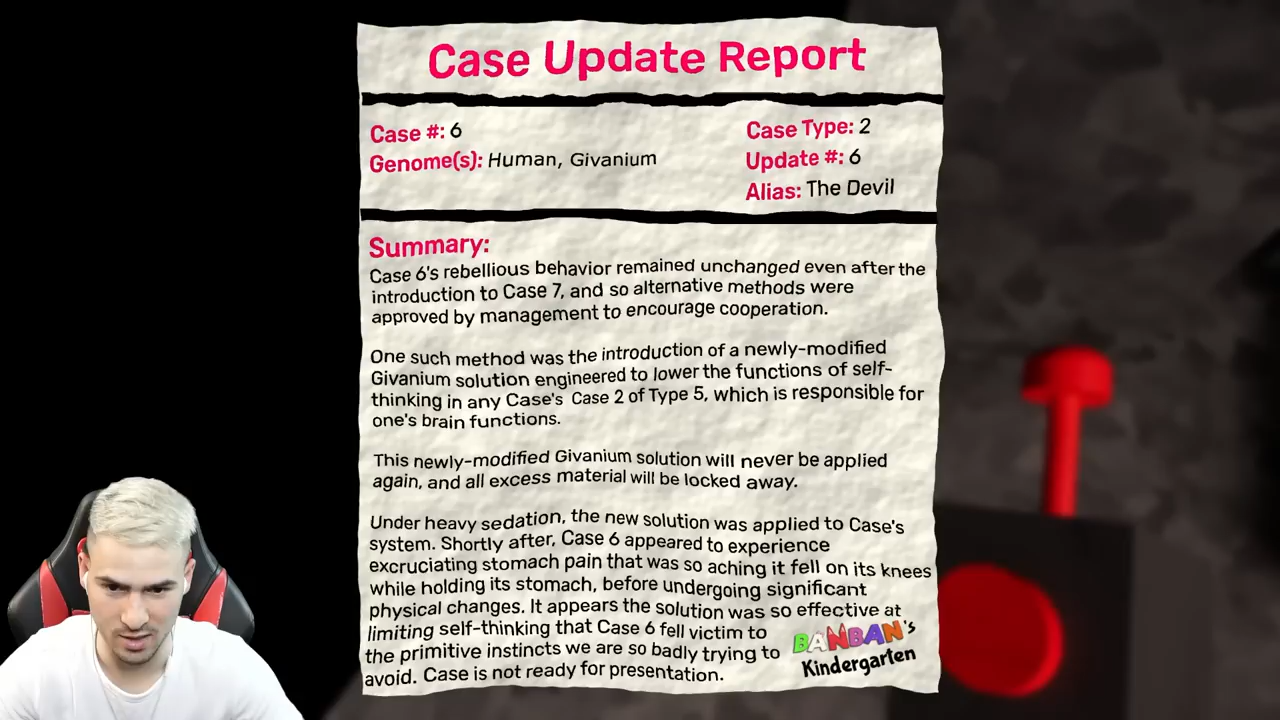 Case Update Report
Case #: 6
Genome(s): Human, Givanium
Case Type: 2
Update #: 6
Alias: The Devil
Summary:
Case 6's rebellious behavior remained unchanged even after the
introduction to Case 7, and so alternative methods were
approved by management to encourage cooperation.
One such method was the introduction of a newly-modified
Givanium solution engineered to lower the functions of self-
thinking in any Case's Case 2 of Type 5, which is responsible for
one's brain functions.
This newly-modified Givanium solution will never be applied
again, and all excess material will be locked away.
Under heavy sedation, the new solution was applied to Case's
system. Shortly after, Case 6 appeared to experience
excruciating stomach pain that was so aching it fell on its knees
while holding its stomach, before undergoing significant
physical changes. It appears the solution was so effective at
limiting self-thinking that Case 6 fell victim to
the primitive instincts we are so badly trying to
avoid. Case is not ready for presentation.
BANBAN's
Kindergarten